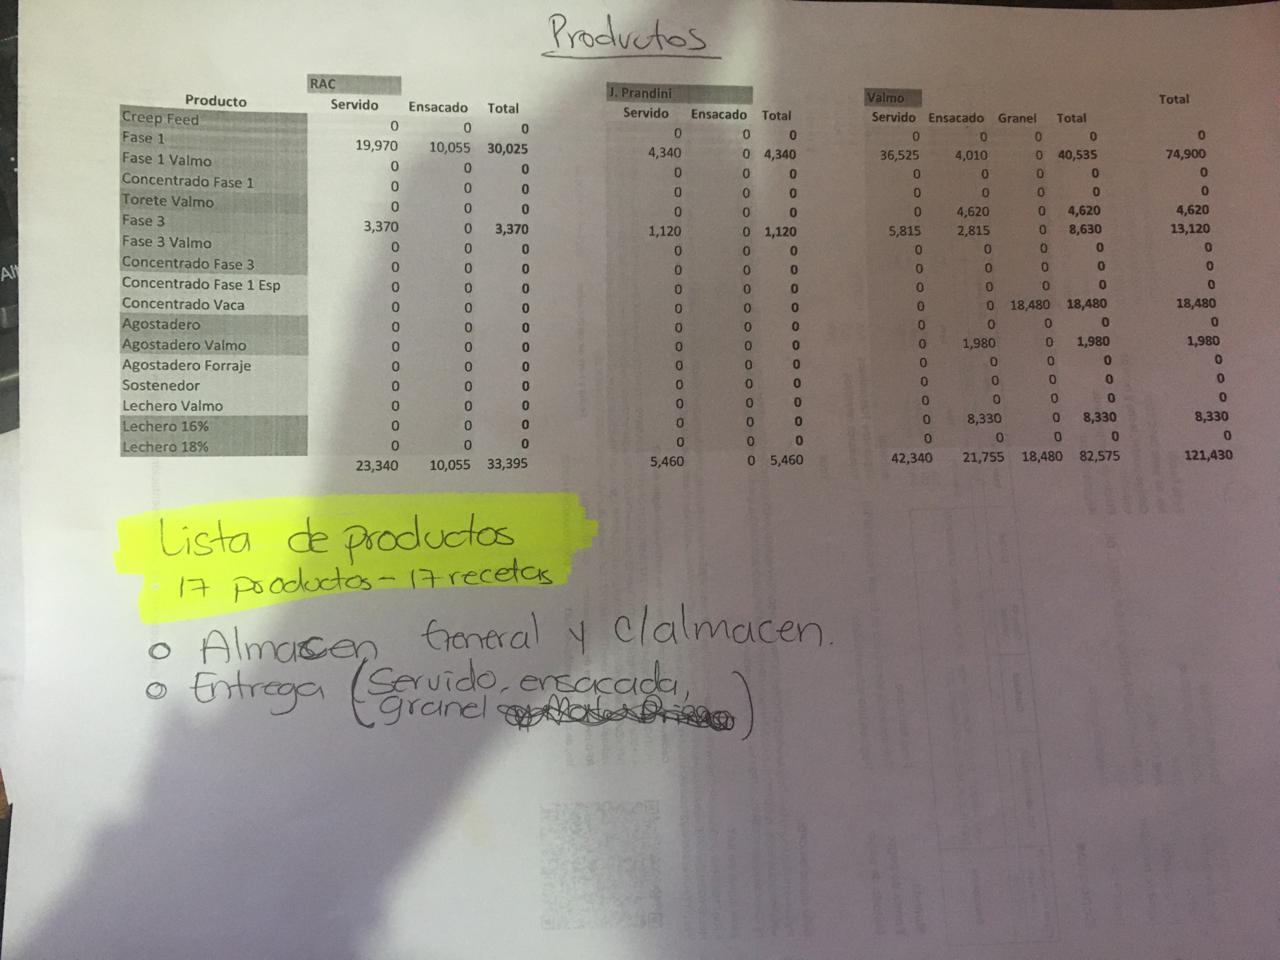 Productos
RAC J. Prandini Valmo Total
Producto Servido Ensacado Total Servido Ensacado Total Servido Ensacado Granel Total
Creep Feed 0 0 0 0 0 0 0 0 0 0 0
Fase 1 19,970 10,055 30,025 4,340 0 4,340 36,525 4,010 0 40,535 74,900
Fase 1 Valmo 0 0 0 0 0 0 0 0 0 0 0
Concentrado Fase 1 0 0 0 0 0 0 0 0 0 0 0
Torete Valmo 0 0 0 0 0 0 0 4,620 0 4,620 4,620
Fase 3 3,370 0 3,370 1,120 0 1,120 5,815 2,815 0 8,630 13,120
Fase 3 Valmo 0 0 0 0 0 0 0 0 0 0 0
Concentrado Fase 3 0 0 0 0 0 0 0 0 0 0 0
Concentrado Fase 1 Esp 0 0 0 0 0 0 0 0 0 0 0
Concentrado Vaca 0 0 0 0 0 0 0 0 18,480 18,480 18,480
Agostadero 0 0 0 0 0 0 0 0 0 0 0
Agostadero Valmo 0 0 0 0 0 0 0 1,980 0 1,980 1,980
Agostadero Forraje 0 0 0 0 0 0 0 0 0 0 0
Sostenedor 0 0 0 0 0 0 0 0 0 0 0
Lechero Valmo 0 0 0 0 0 0 0 0 0 0 0
Lechero 16% 0 0 0 0 0 0 0 8,330 0 8,330 8,330
Lechero 18% 0 0 0 0 0 0 0 0 0 0 0
23,340 10,055 33,395 5,460 0 5,460 42,340 21,755 18,480 82,575 121,430
Lista de productos
17 productos - 17 recetas
o Almacen General y c/almacen.
o Entrega (Servido, ensacada,
granel )